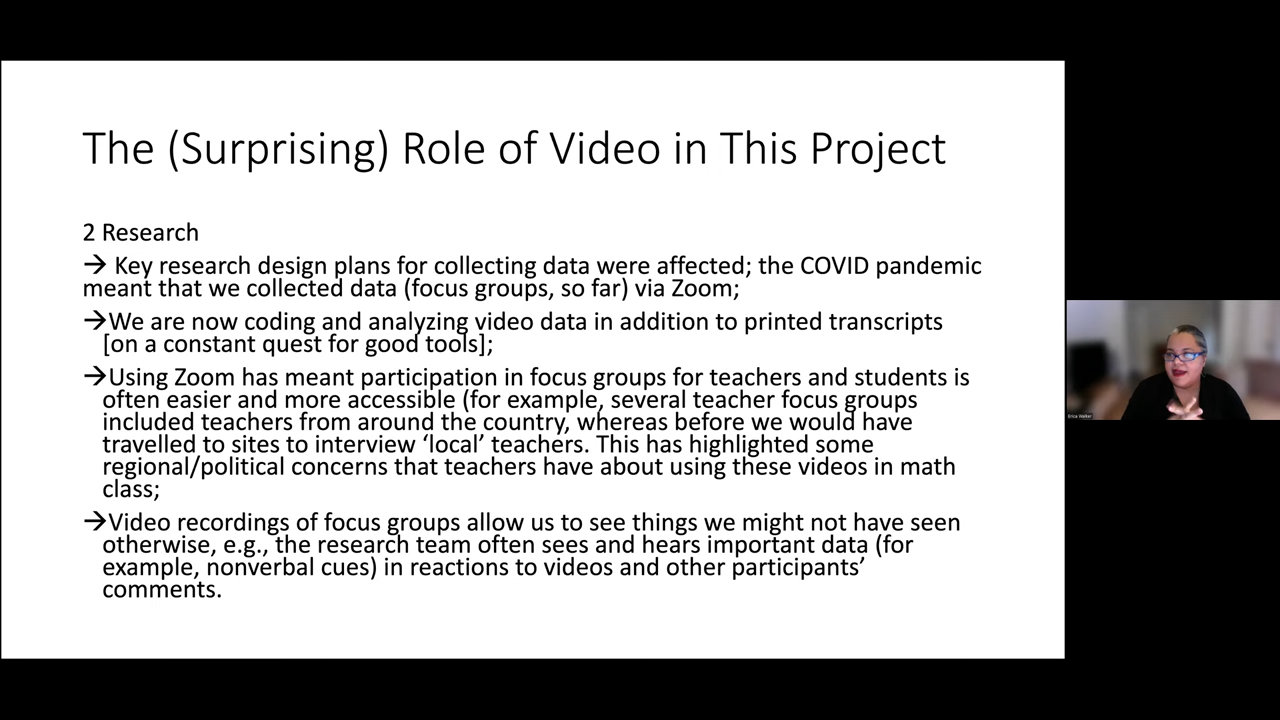 The (Surprising) Role of Video in This Project
2 Research
→ Key research design plans for collecting data were affected; the COVID pandemic
meant that we collected data (focus groups, so far) via Zoom;
→We are now coding and analyzing video data in addition to printed transcripts
[on a constant quest for good tools];
→Using Zoom has meant participation in focus groups for teachers and students is
often easier and more accessible (for example, several teacher focus groups
included teachers from around the country, whereas before we would have
travelled to sites to interview ‘local’ teachers. This has highlighted some
regional/political concerns that teachers have about using these videos in math
class;
→Video recordings of focus groups allow us to see things we might not have seen
otherwise, e.g., the research team often sees and hears important data (for
example, nonverbal cues) in reactions to videos and other participants’
comments.
Erica Walker